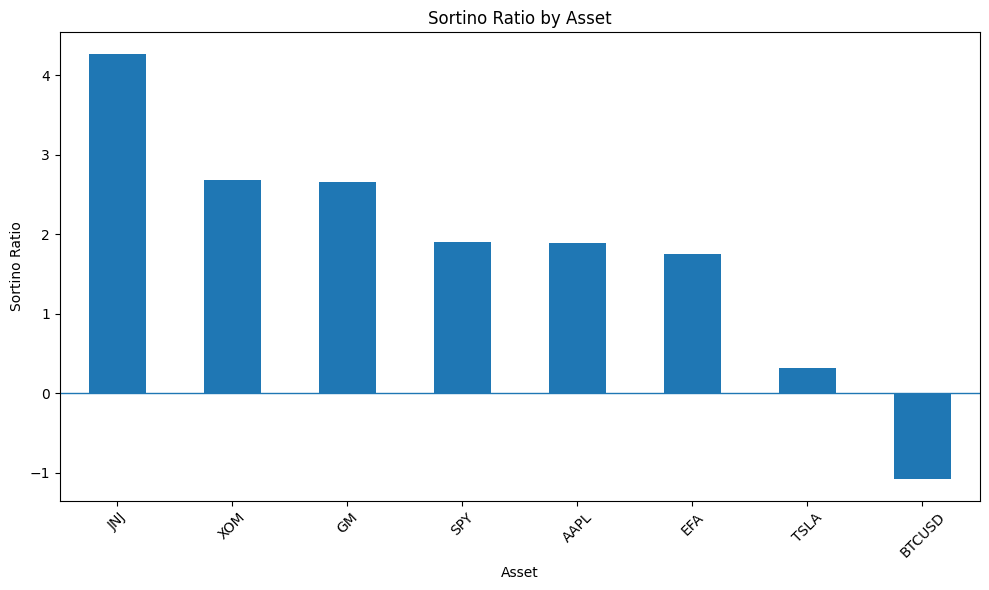 Sortino Ratio by Asset
Sortino Ratio
4
3
2
1
0
−1
JNJ
XOM
GM
SPY
AAPL
EFA
TSLA
BTCUSD
Asset